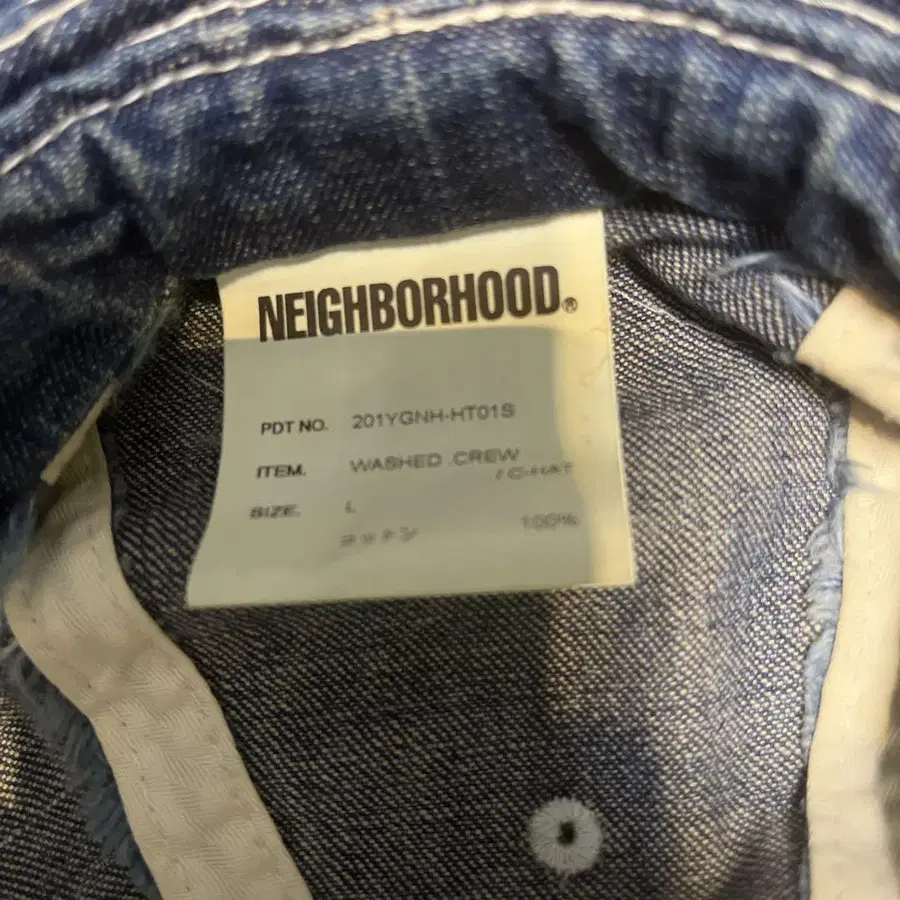 NEIGHBORHOOD®
PDT NO. 201YGNH-HT01S
ITEM. WASHED .CREW
/ C-HAT
SIZE. L
コットン 100%